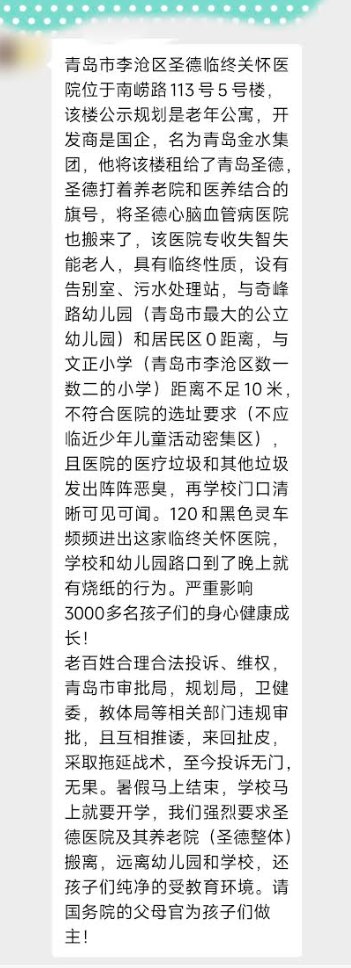 青岛市李沧区圣德临终关怀医
院位于南崂路113号5号楼，
该楼公示规划是老年公寓，开
发商是国企，名为青岛金水集
团，他将该楼租给了青岛圣德，
圣德打着养老院和医养结合的
旗号，将圣德心脑血管病医院
也搬来了，该医院专收失智失
能老人，具有临终性质，设有
告别室、污水处理站，与奇峰
路幼儿园（青岛市最大的公立
幼儿园）和居民区0距离，与
文正小学（青岛市李沧区数一
数二的小学）距离不足10米，
不符合医院的选址要求（不应
临近少年儿童活动密集区），
且医院的医疗垃圾和其他垃圾
发出阵阵恶臭，再学校门口清
晰可见可闻。120和黑色灵车
频频进出这家临终关怀医院，
学校和幼儿园路口到了晚上就
有烧纸的行为。严重影响
3000多名孩子们的身心健康成
长！
老百姓合理合法投诉、维权，
青岛市审批局，规划局，卫健
委，教体局等相关部门违规审
批，且互相推诿，来回扯皮，
采取拖延战术，至今投诉无门，
无果。暑假马上结束，学校马
上就要开学，我们强烈要求圣
德医院及其养老院（圣德整体）
搬离，远离幼儿园和学校，还
孩子们纯净的受教育环境。请
国务院的父母官为孩子们做
主！